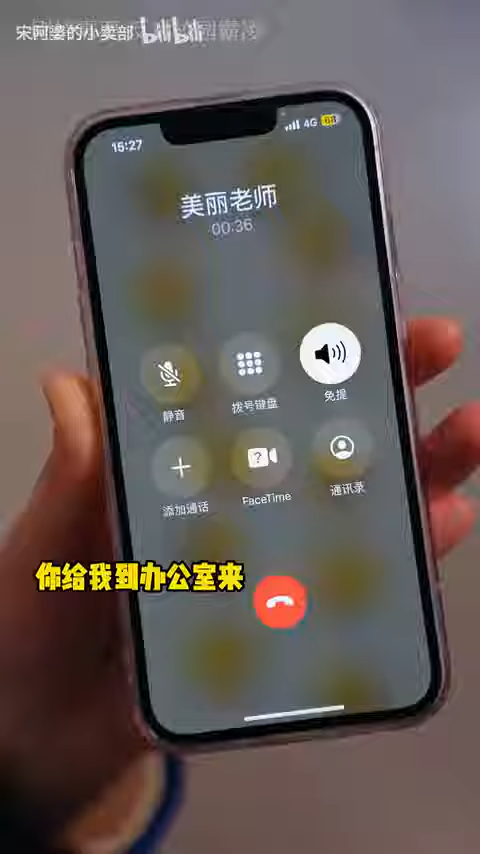 宋阿婆的小卖部 bilibili
15:27
4G 68
美丽老师
00:36
静音 拨号键盘 免提
添加通话 FaceTime 通讯录
你给我到办公室来